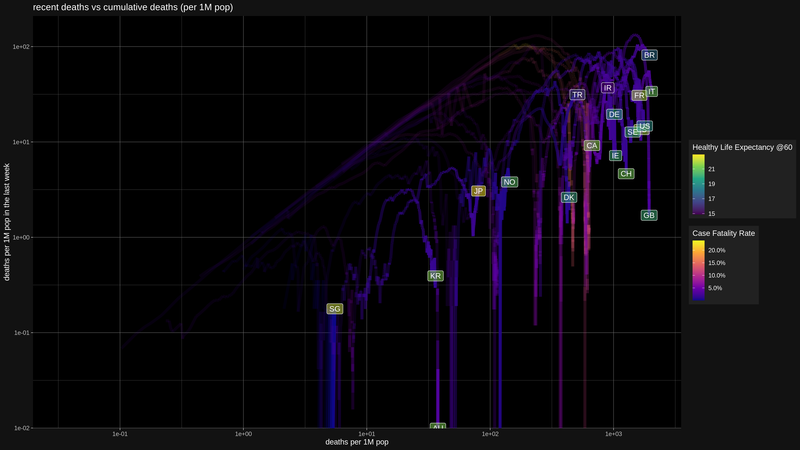 recent deaths vs cumulative deaths (per 1M pop)
1e+02
1e+01
1e+00
1e-01
1e-02
deaths per 1M pop in the last week
BR
IT
IR
FR
TR
DE
US
SE
CA
IE
CH
JP
NO
DK
GB
KR
SG
AU
1e-01
1e+00
1e+01
1e+02
1e+03
deaths per 1M pop
Healthy Life Expectancy @60
21
19
17
15
Case Fatality Rate
20.0%
15.0%
10.0%
5.0%